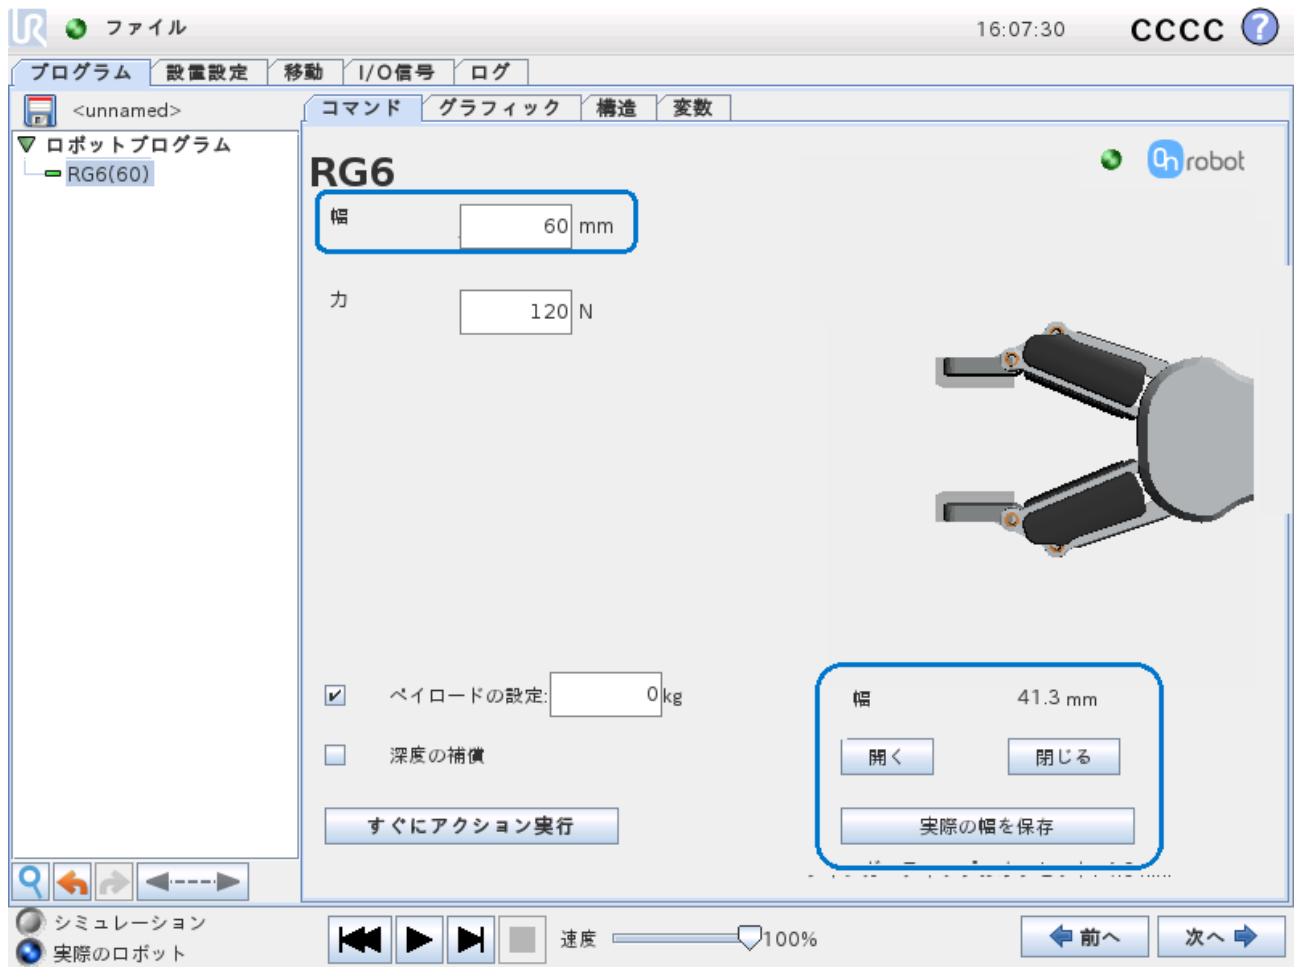 UR ファイル 16:07:30 CCCC ?
プログラム 設置設定 移動 I/O信号 ログ
<unnamed>
コマンド グラフィック 構造 変数
ロボットプログラム
RG6(60)
RG6
On robot
幅 60 mm
力 120 N
ペイロードの設定: 0 kg
幅 41.3 mm
深度の補償
開く 閉じる
すぐにアクション実行
実際の幅を保存
シミュレーション
実際のロボット
速度 100%
前へ 次へ